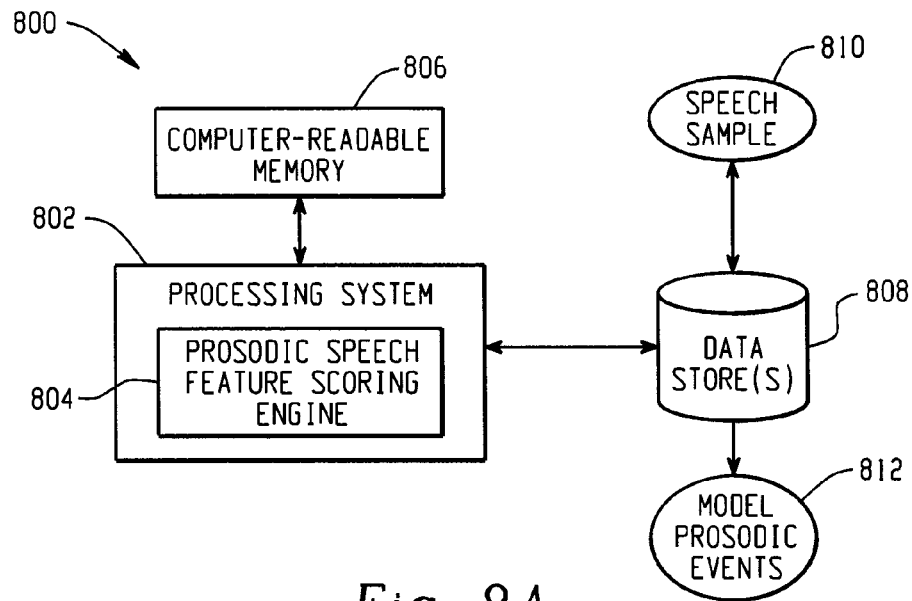 800
806
COMPUTER-READABLE
MEMORY
810
SPEECH
SAMPLE
802
PROCESSING SYSTEM
804
PROSODIC SPEECH
FEATURE SCORING
ENGINE
808
DATA
STORE(S)
812
MODEL
PROSODIC
EVENTS